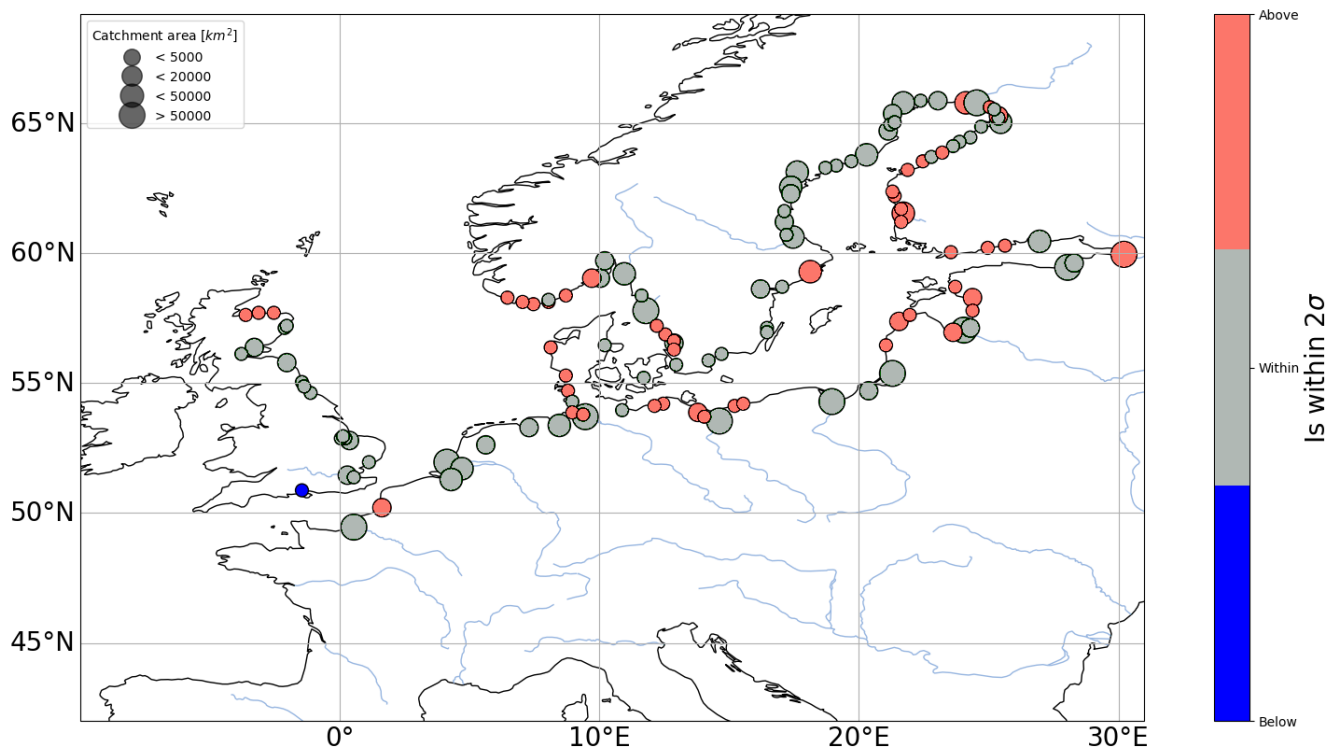 Catchment area [km²]
< 5000
< 20000
< 50000
> 50000
65°N
60°N
55°N
50°N
45°N
0°
10°E
20°E
30°E
Above
Within
Below
Is within 2σ